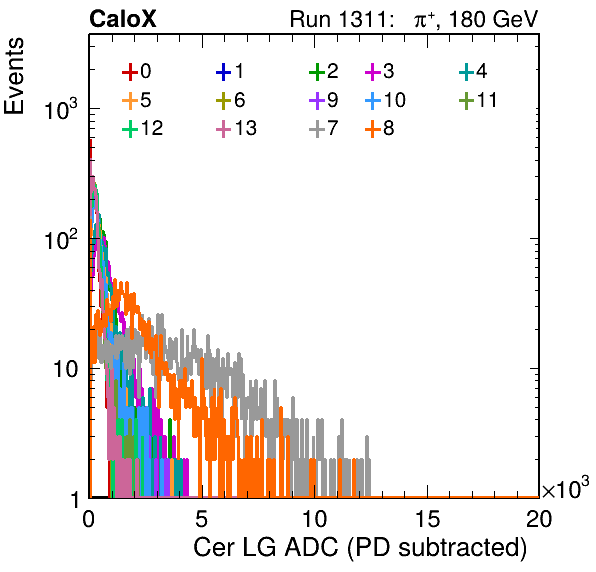 CaloX Run 1311: π⁺, 180 GeV
Events
0 1 2 3 4
5 6 9 10 11
12 13 7 8
10³
10²
10
1
0 5 10 15 20
×10³
Cer LG ADC (PD subtracted)